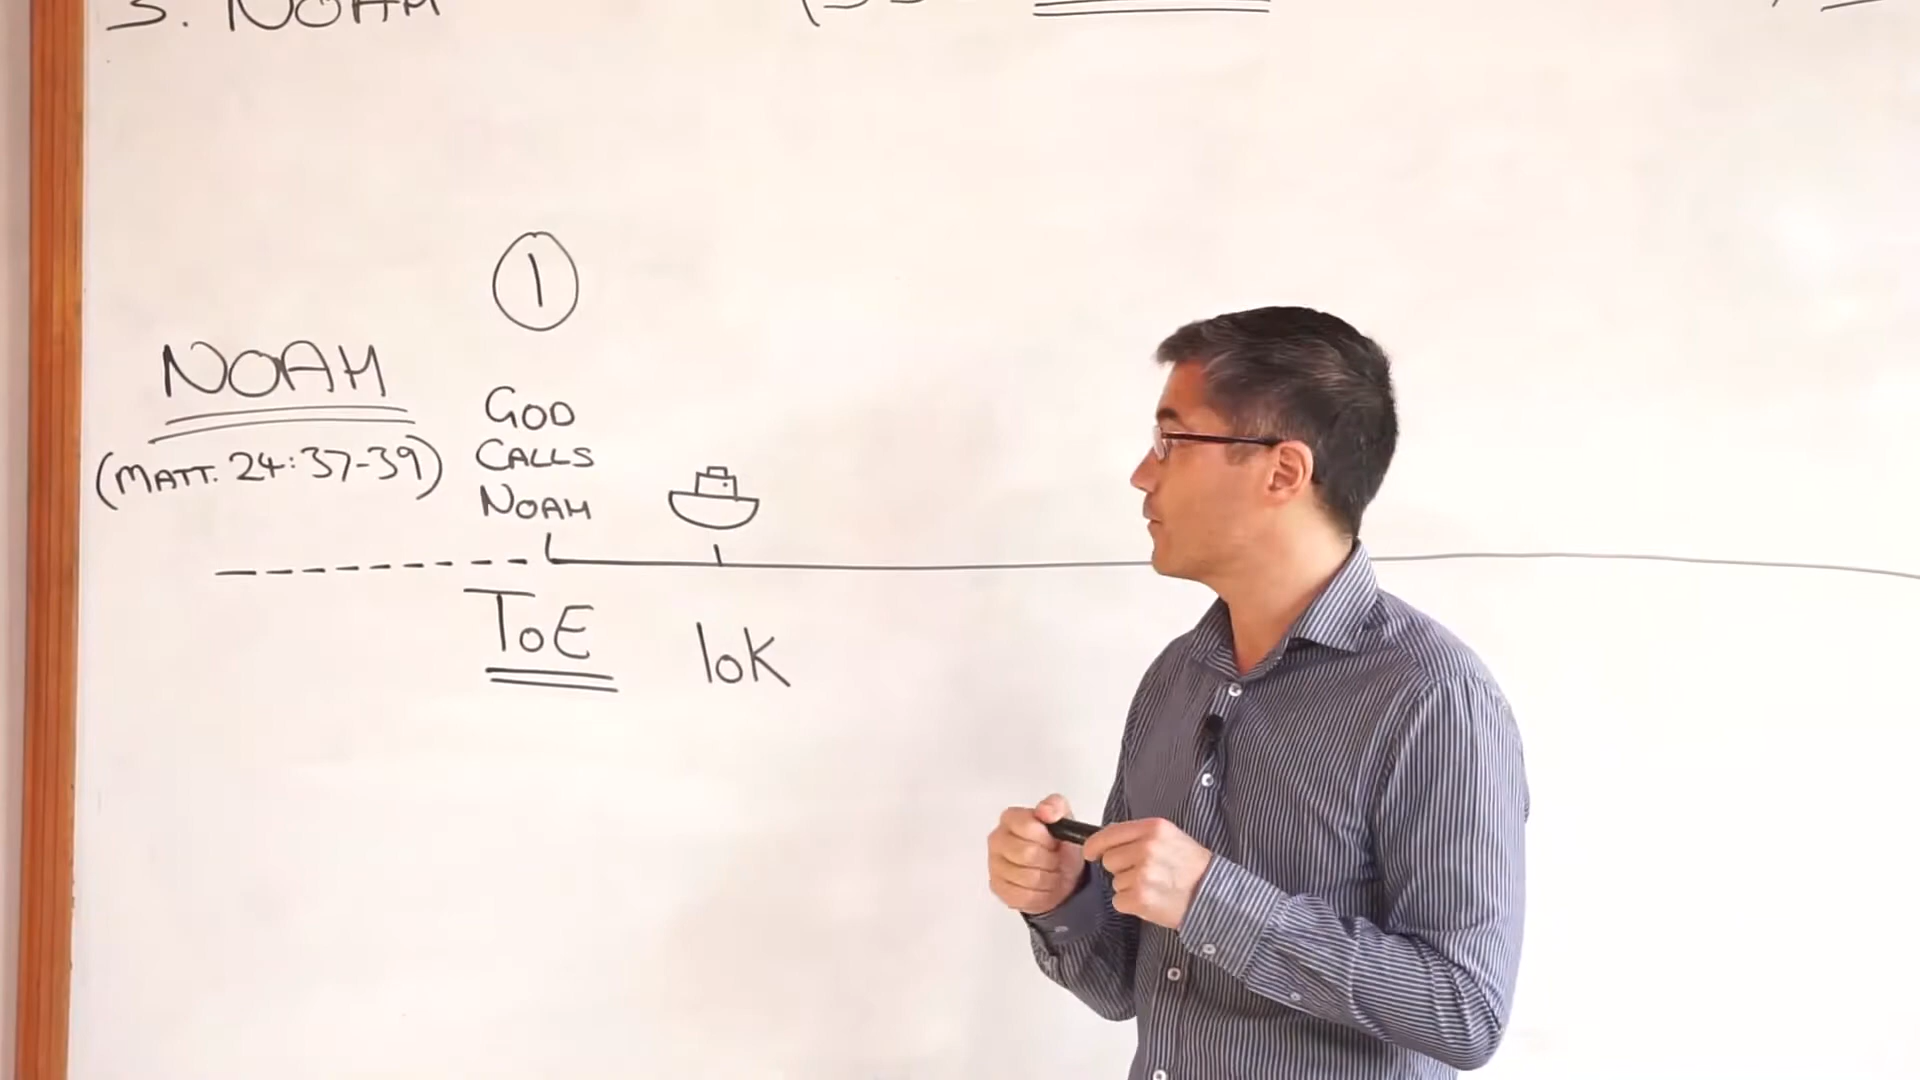 3. NOAH
1
NOAH
(MATT. 24:37-39)
GOD
CALLS
NOAH
ToE
10K